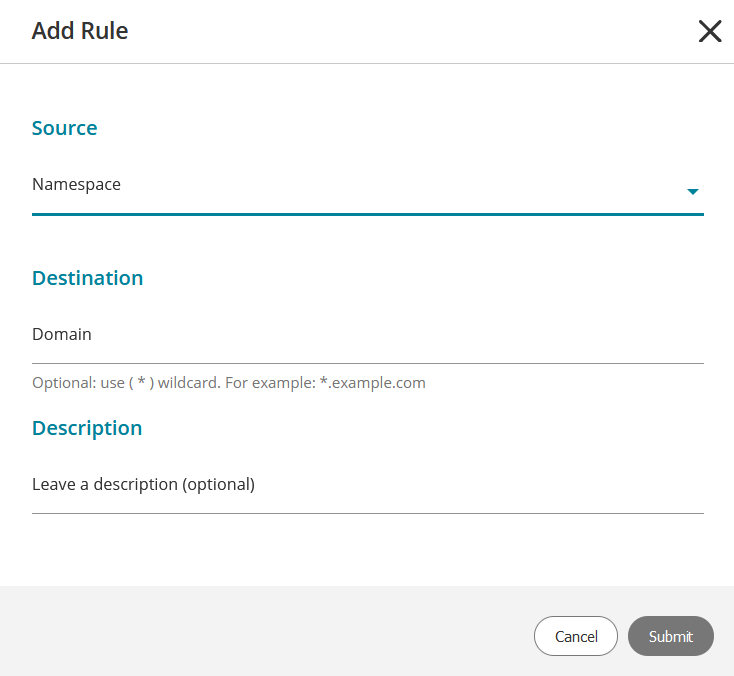 Add Rule
Source
Namespace
Destination
Domain
Optional: use ( * ) wildcard. For example: *.example.com
Description
Leave a description (optional)
Cancel Submit